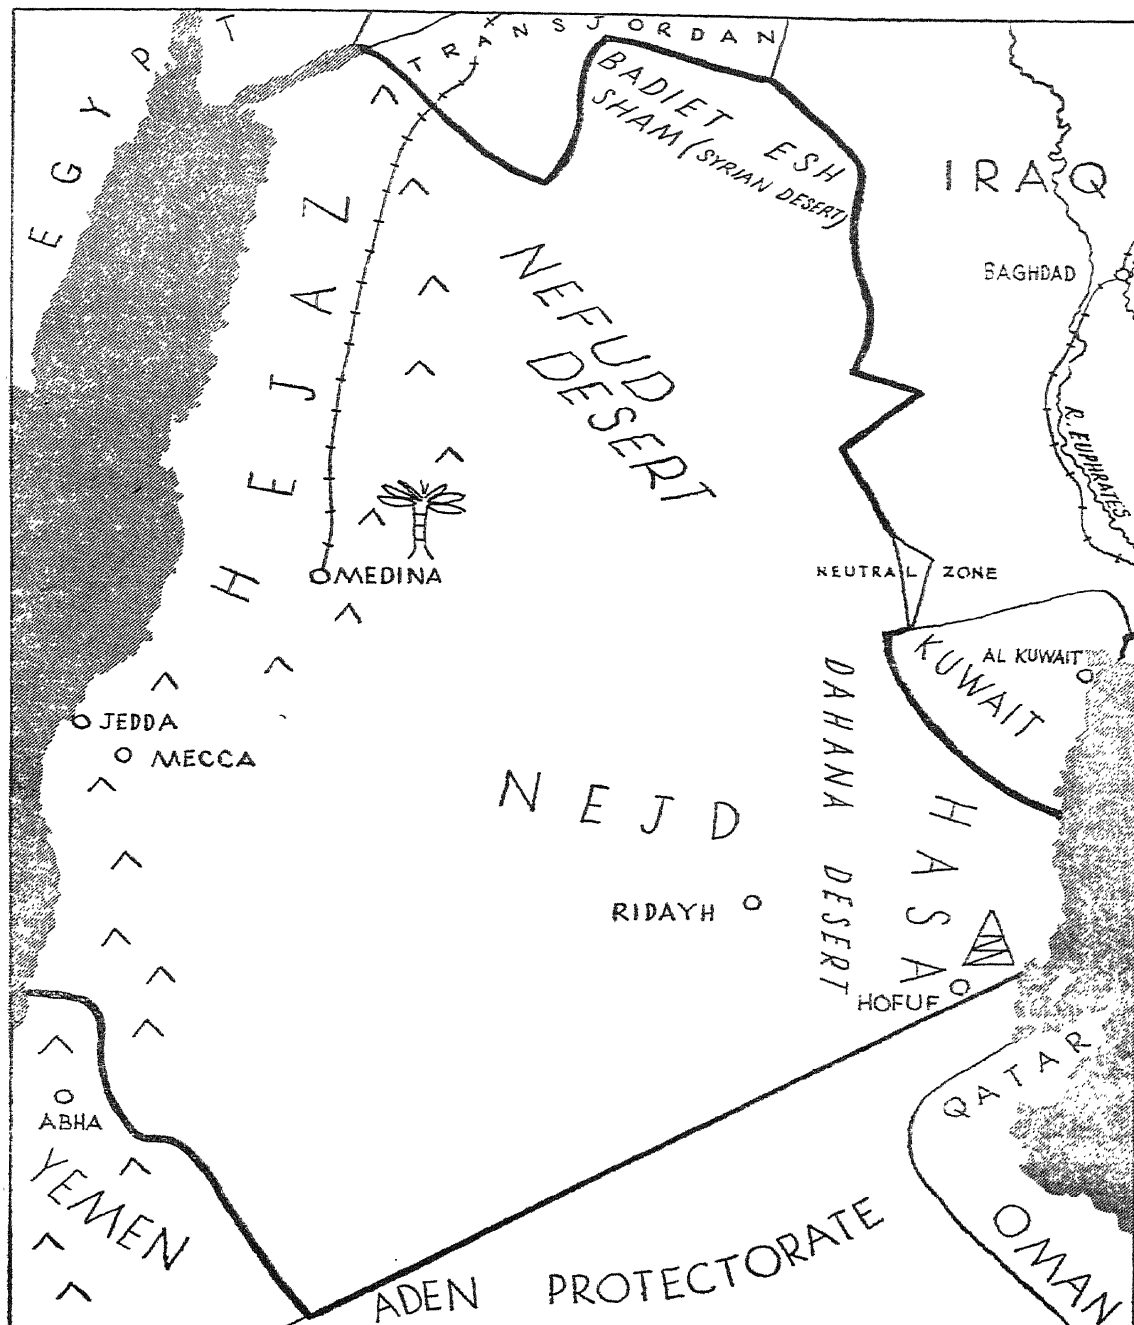 EGYPT
TRANSJORDAN
BADIET ESH
SHAM (SYRIAN DESERT)
IRAQ
BAGHDAD
HEJAZ
NEFUD
DESERT
R. EUPHRATES
MEDINA
NEUTRAL ZONE
KUWAIT
AL KUWAIT
JEDDA
MECCA
DAHANA DESERT
NEJD
HASA
RIDAYH
HOFUF
QATAR
ABHA
YEMEN
ADEN PROTECTORATE
OMAN